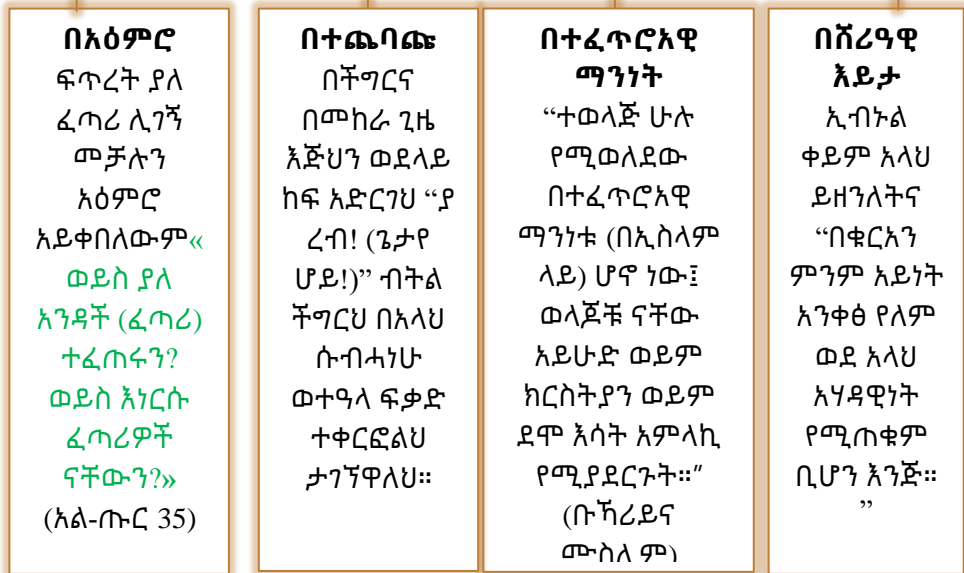 በአዕምሮ
ፍጥረት ያለ
ፈጣሪ ሊገኝ
መቻሉን
አዕምሮ
አይቀበለውም«
ወይስ ያለ
አንዳች (ፈጣሪ)
ተፈጠሩን?
ወይስ እነርሱ
ፈጣሪዎች
ናቸውን?»
(አል-ጡር 35)
በተጨባጩ
በችግርና
በመከራ ጊዜ
እጅህን ወደላይ
ከፍ አድርገህ “ያ
ረብ! (ጌታየ
ሆይ!)” ብትል
ችግርህ በአላህ
ሱብሓነሁ
ወተዓላ ፍቃድ
ተቀርፎልህ
ታገኘዋለህ።
በተፈጥሮአዊ
ማንነት
“ተወላጅ ሁሉ
የሚወለደው
በተፈጥሮአዊ
ማንነቱ (በኢስላም
ላይ) ሆኖ ነው፤
ወላጆቹ ናቸው
አይሁድ ወይም
ክርስትያን ወይም
ደሞ እሳት አምላኪ
የሚያደርጉት።”
(ቡኻሪይና
ሙስለ ም)
በሸሪዓዊ
እይታ
ኢብኑል
ቀይም አላህ
ይዘንለትና
“በቁርአን
ምንም አይነት
አንቀፅ የለም
ወደ አላህ
አሃዳዊነት
የሚጠቁም
ቢሆን እንጅ።
”